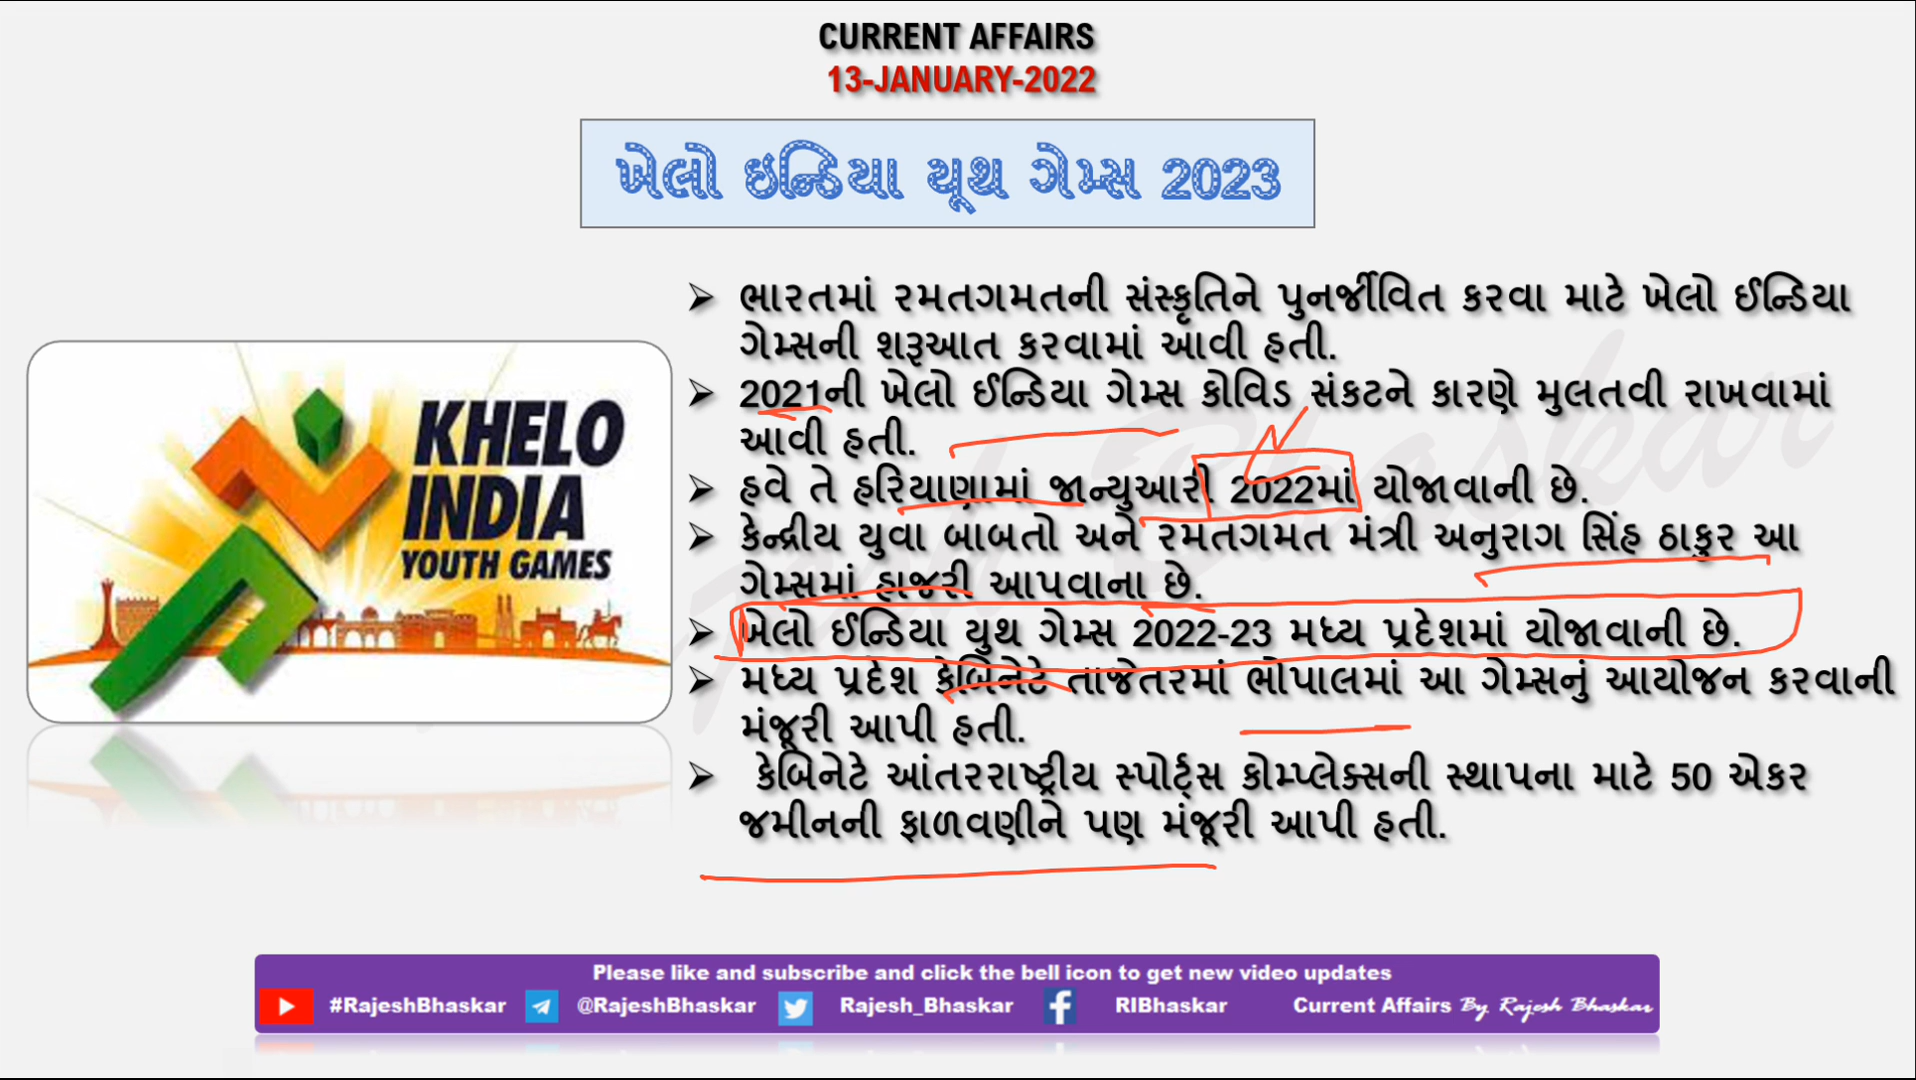 CURRENT AFFAIRS
13-JANUARY-2022
ખેલો ઇન્ડિયા યૂથ ગેમ્સ 2023
KHELO
INDIA
YOUTH GAMES
➢ ભારતમાં રમતગમતની સંસ્કૃતિને પુનર્જીવિત કરવા માટે ખેલો ઈન્ડિયા
ગેમ્સની શરૂઆત કરવામાં આવી હતી.
➢ 2021ની ખેલો ઈન્ડિયા ગેમ્સ કોવિડ સંકટને કારણે મુલતવી રાખવામાં
આવી હતી.
➢ હવે તે હરિયાણામાં જાન્યુઆરી 2022માં યોજાવાની છે.
➢ કેન્દ્રીય યુવા બાબતો અને રમતગમત મંત્રી અનુરાગ સિંહ ઠાકુર આ
ગેમ્સમાં હાજરી આપવાના છે.
➢ ખેલો ઈન્ડિયા યુથ ગેમ્સ 2022-23 મધ્ય પ્રદેશમાં યોજાવાની છે.
➢ મધ્ય પ્રદેશ કેબિનેટે તાજેતરમાં ભોપાલમાં આ ગેમ્સનું આયોજન કરવાની
મંજૂરી આપી હતી.
➢ કેબિનેટે આંતરરાષ્ટ્રીય સ્પોર્ટ્સ કોમ્પ્લેક્સની સ્થાપના માટે 50 એકર
જમીનની ફાળવણીને પણ મંજૂરી આપી હતી.
Please like and subscribe and click the bell icon to get new video updates
#RajeshBhaskar @RajeshBhaskar Rajesh_Bhaskar RIBhaskar Current Affairs By Rajesh Bhaskar